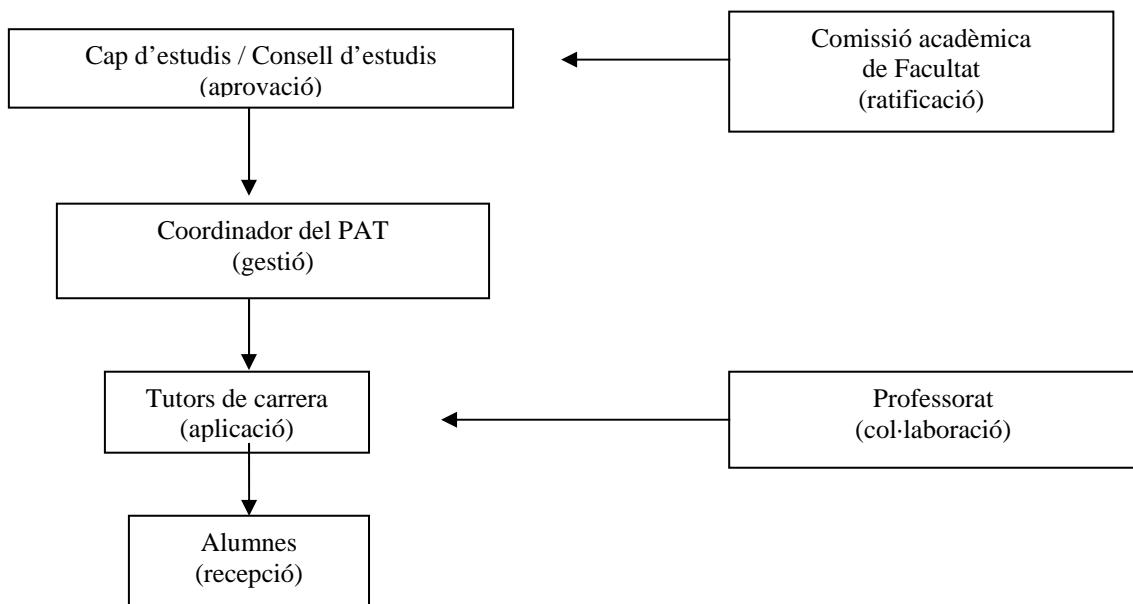 Cap d’estudis / Consell d’estudis
(aprovació)
Comissió acadèmica
de Facultat
(ratificació)
Coordinador del PAT
(gestió)
Tutors de carrera
(aplicació)
Professorat
(col·laboració)
Alumnes
(recepció)